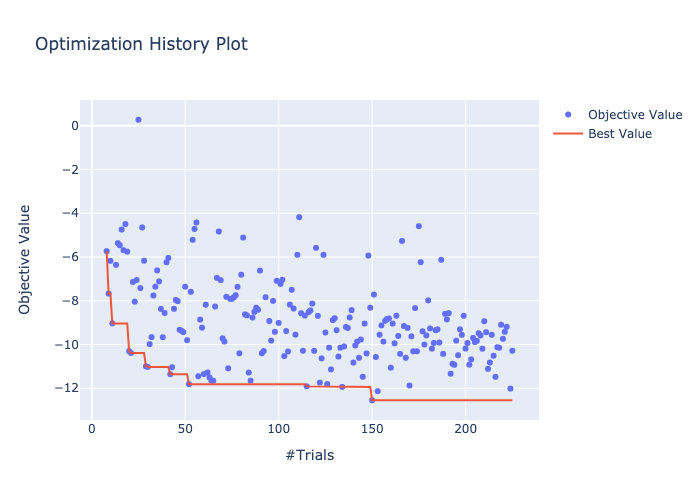 Optimization History Plot
Objective Value
Best Value
0
−2
−4
−6
−8
−10
−12
Objective Value
0
50
100
150
200
#Trials